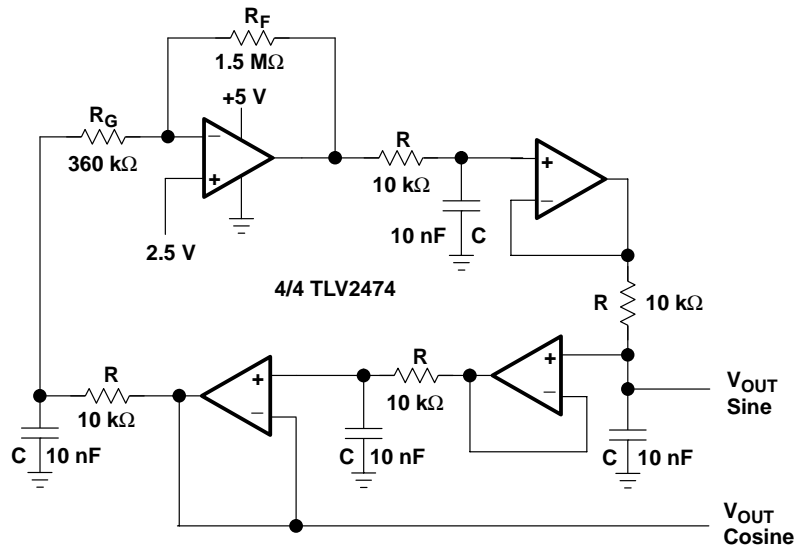 R_F
1.5 MΩ
+5 V
R_G
360 kΩ
−
+
2.5 V
R
10 kΩ
10 nF C
+
−
4/4 TLV2474
R 10 kΩ
R
10 kΩ
+
−
R
10 kΩ
+
−
V_OUT
Sine
C 10 nF
C 10 nF
C 10 nF
V_OUT
Cosine